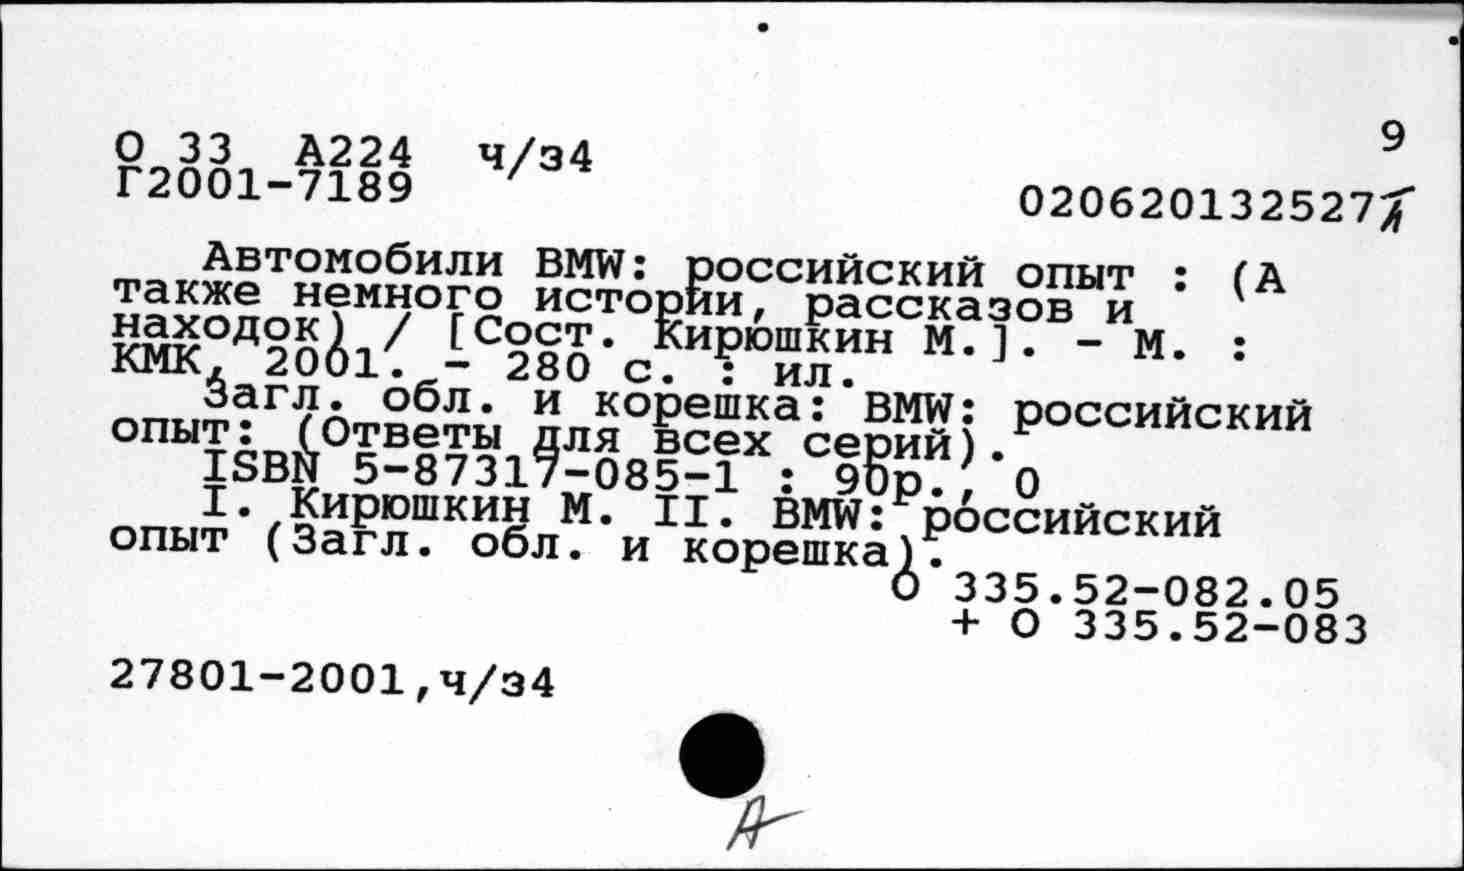 9
О 33 А224 ч/з4
Г2001-7189
020620132527
Автомобили BMW: российский опыт : (А
также немного истории, рассказов и
находок) / [Сост. Кирюшкин М.]. - М. :
КМК, 2001. - 280 с. : ил.
Загл. обл. и корешка: BMW: российский
опыт: (Ответы для всех серий).
ISBN 5-87317-085-1 : 90р., 0
I. Кирюшкин М. II. BMW: российский
опыт (Загл. обл. и корешка).
О 335.52-082.05
+ О 335.52-083
27801-2001,ч/з4
А